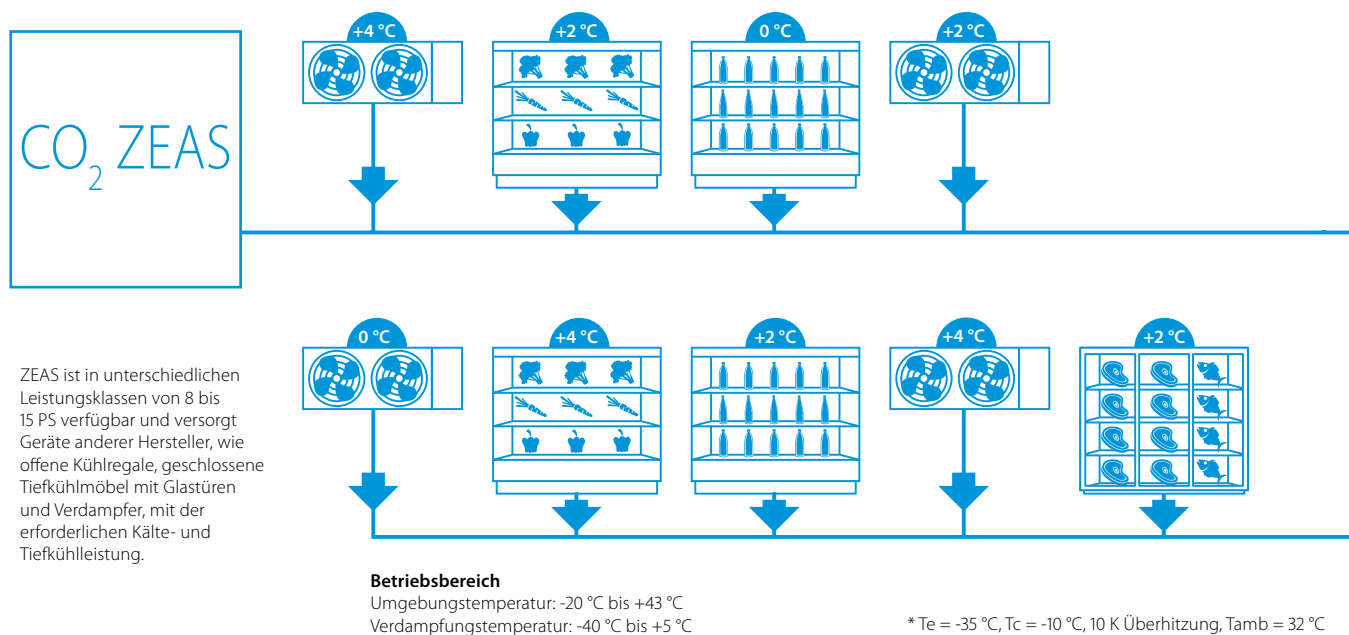 +4 °C
+2 °C
0 °C
+2 °C
CO2 ZEAS
0 °C
+4 °C
+2 °C
+4 °C
+2 °C
ZEAS ist in unterschiedlichen
Leistungsklassen von 8 bis
15 PS verfügbar und versorgt
Geräte anderer Hersteller, wie
offene Kühlregale, geschlossene
Tiefkühlmöbel mit Glastüren
und Verdampfer, mit der
erforderlichen Kälte- und
Tiefkühlleistung.
Betriebsbereich
Umgebungstemperatur: -20 °C bis +43 °C
Verdampfungstemperatur: -40 °C bis +5 °C
* Te = -35 °C, Tc = -10 °C, 10 K Überhitzung, Tamb = 32 °C